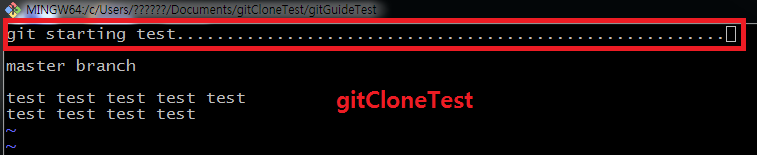 MINGW64:/c/Users/??????/Documents/gitCloneTest/gitGuideTest
git starting test.............................................................
master branch
test test test test test
gitCloneTest
test test test test
~
~